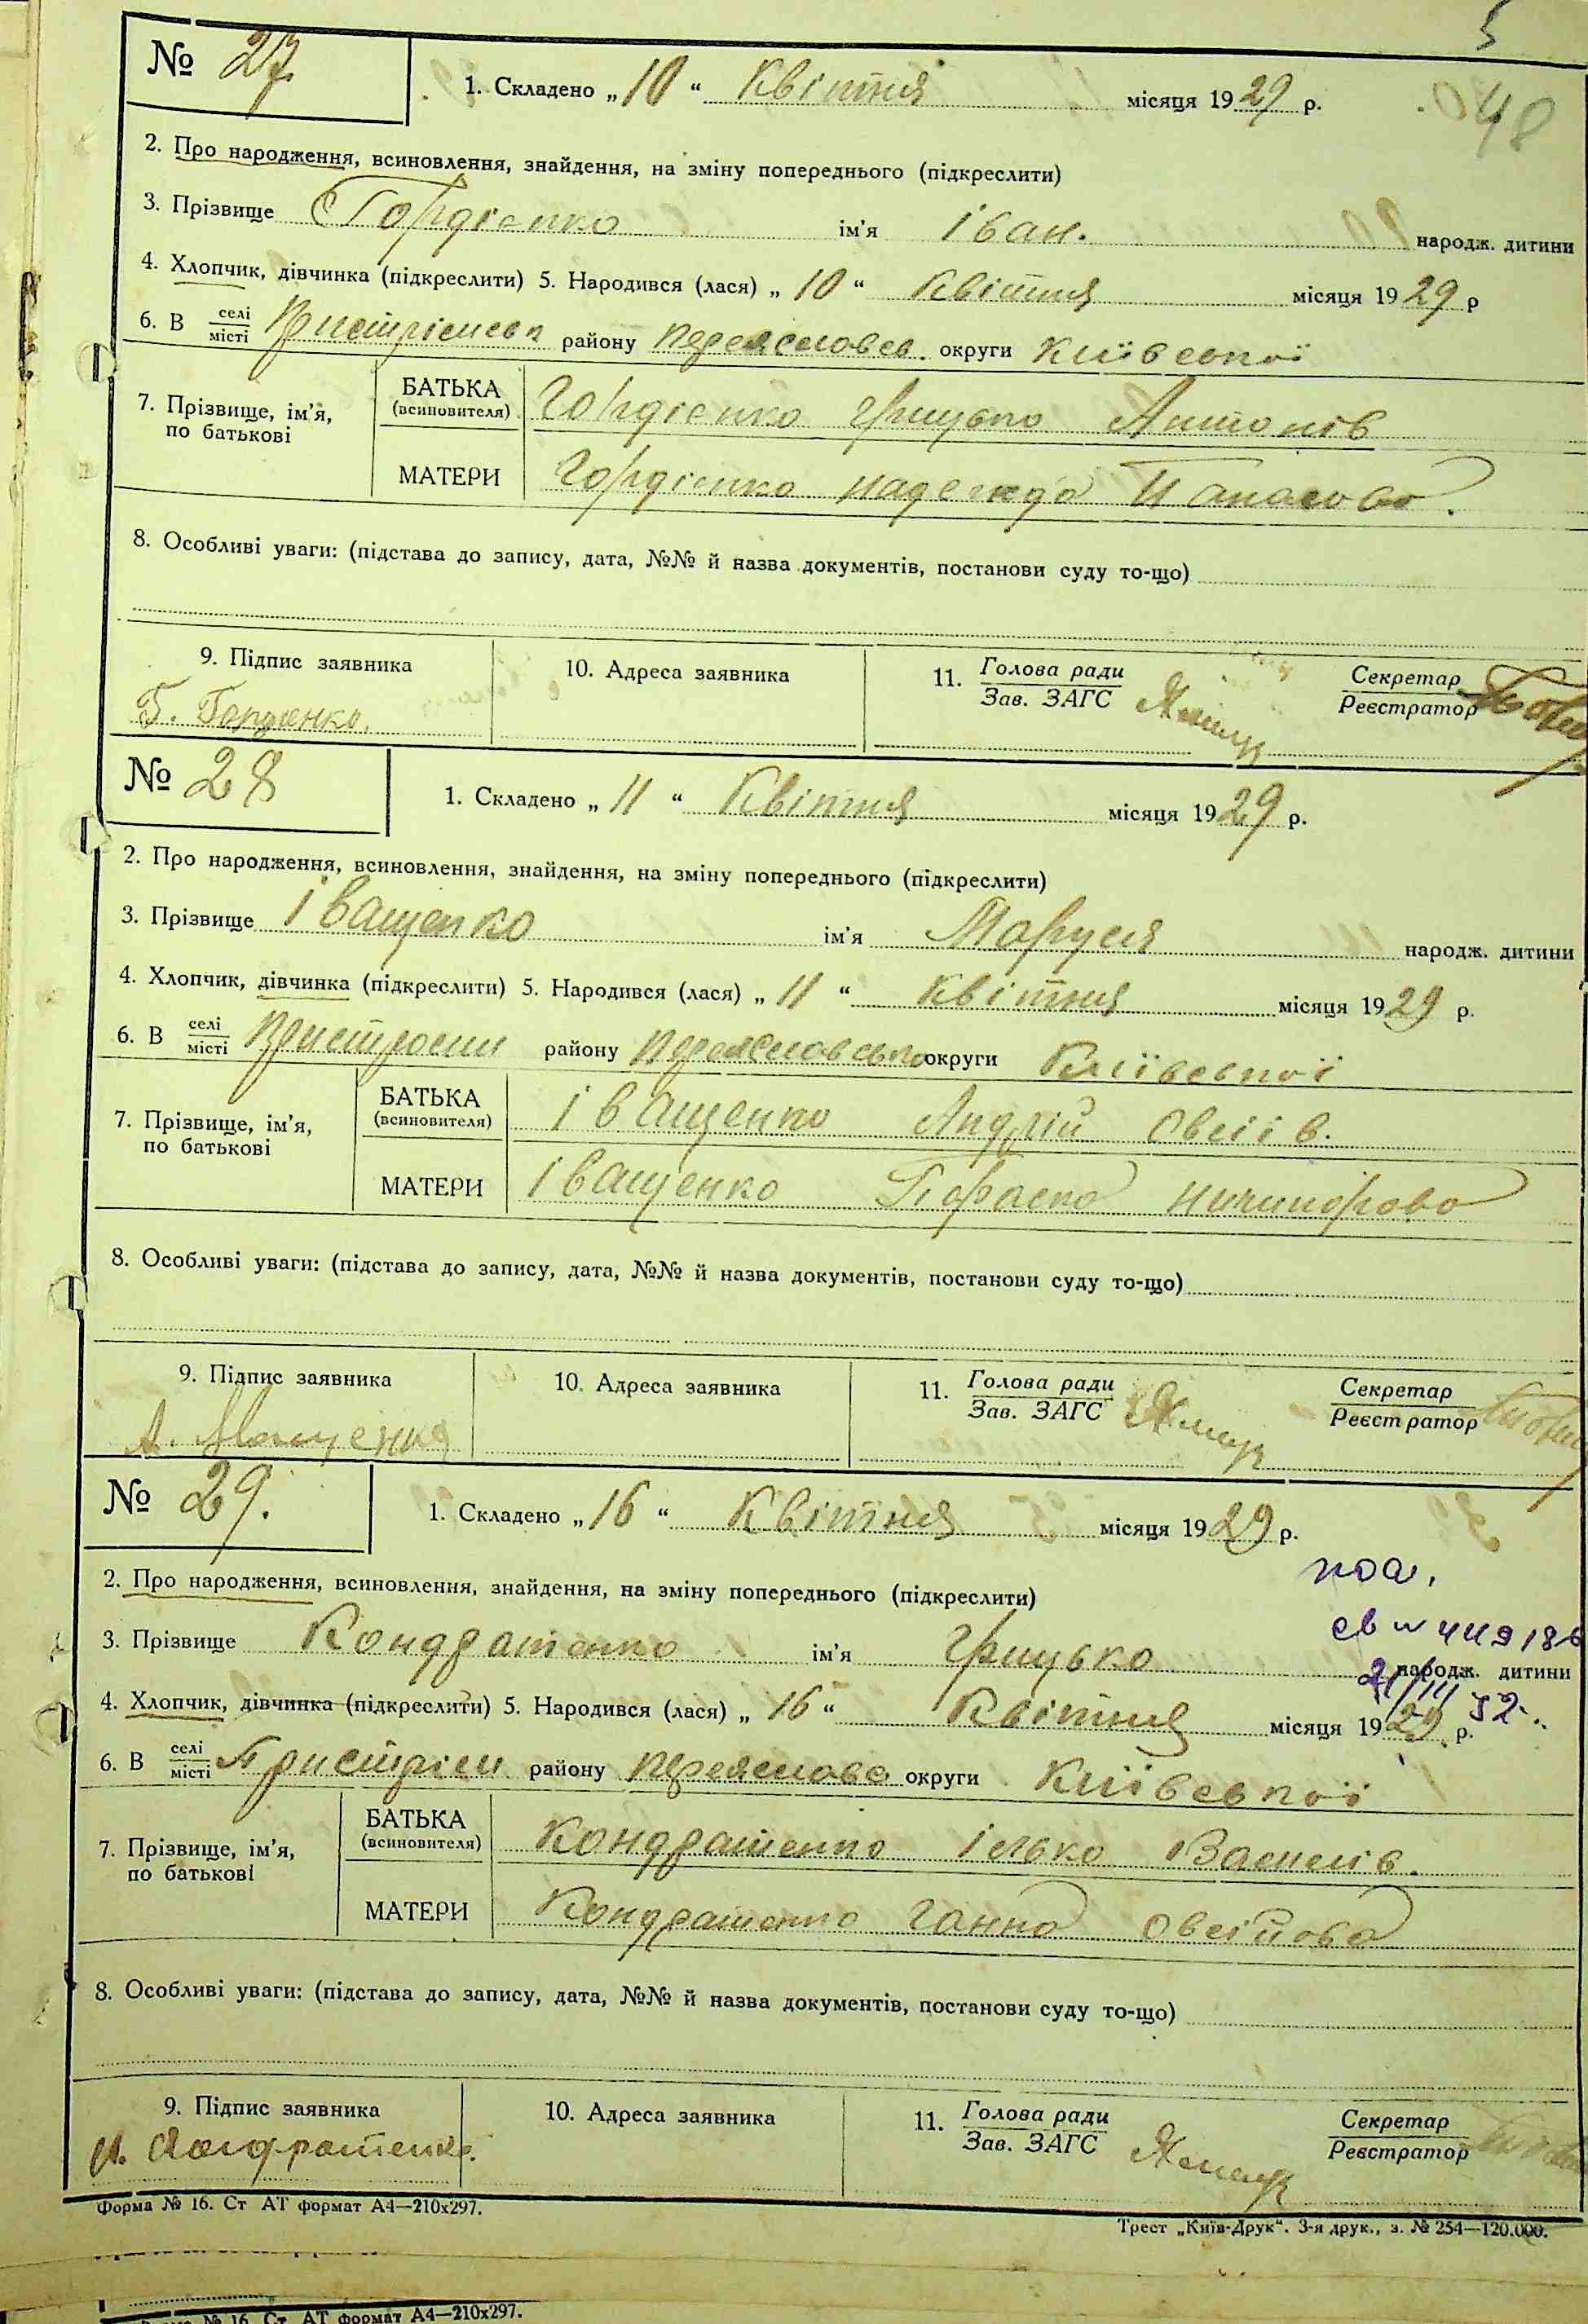 5
48
№ 27
1. Складено „10“ Квітня місяця 1929 р.
2. Про народження, всиновлення, знайдення, на зміну попереднього (підкреслити)
3. Прізвище Гордієнко ім'я Іван. народж. дитини
4. Хлопчик, дівчинка (підкреслити) 5. Народився (лася) „10“ Квітня місяця 1929 р
6. В селі місті району Переясловсь. округи Київської
7. Прізвище, ім'я, по батькові
БАТЬКА (всиновителя) Гордієнко Грицько Антонів
МАТЕРИ Гордієнко Надежда Панасова.
8. Особливі уваги: (підстава до запису, дата, №№ й назва документів, постанови суду то-що)
9. Підпис заявника 10. Адреса заявника 11. Голова ради Зав. ЗАГС Секретар Реєстратор
Г. Гордиенко.
№ 28
1. Складено „11“ Квітня місяця 1929 р.
2. Про народження, всиновлення, знайдення, на зміну попереднього (підкреслити)
3. Прізвище Іващенко ім'я Маруся народж. дитини
4. Хлопчик, дівчинка (підкреслити) 5. Народився (лася) „11“ Квітня місяця 1929 р.
6. В селі місті району округи Київської
7. Прізвище, ім'я, по батькові
БАТЬКА (всиновителя) Іващенко Андрій Овсіів.
МАТЕРИ Іващенко Параска Ничипорова
8. Особливі уваги: (підстава до запису, дата, №№ й назва документів, постанови суду то-що)
9. Підпис заявника 10. Адреса заявника 11. Голова ради Зав. ЗАГС Секретар Реєстратор
№ 29.
1. Складено „16“ Квітня місяця 1929 р.
2. Про народження, всиновлення, знайдення, на зміну попереднього (підкреслити)
3. Прізвище Кондратенко ім'я Грицько народж. дитини
4. Хлопчик, дівчинка (підкреслити) 5. Народився (лася) „16“ Квітня місяця 1929 р.
6. В селі місті Пристроми району Переяслово округи Київської
7. Прізвище, ім'я, по батькові
БАТЬКА (всиновителя) Кондратенко Ілько Василів.
МАТЕРИ Кондратенко Ганна Овсійова
8. Особливі уваги: (підстава до запису, дата, №№ й назва документів, постанови суду то-що)
9. Підпис заявника 10. Адреса заявника 11. Голова ради Зав. ЗАГС Секретар Реєстратор
И. Кондратенко.
Форма № 16. Ст АТ формат А4—210х297.
Трест „Київ-Друк“. 3-я друк., з. № 254—120.000.
№ 16. Ст АТ формат А4—210х297.